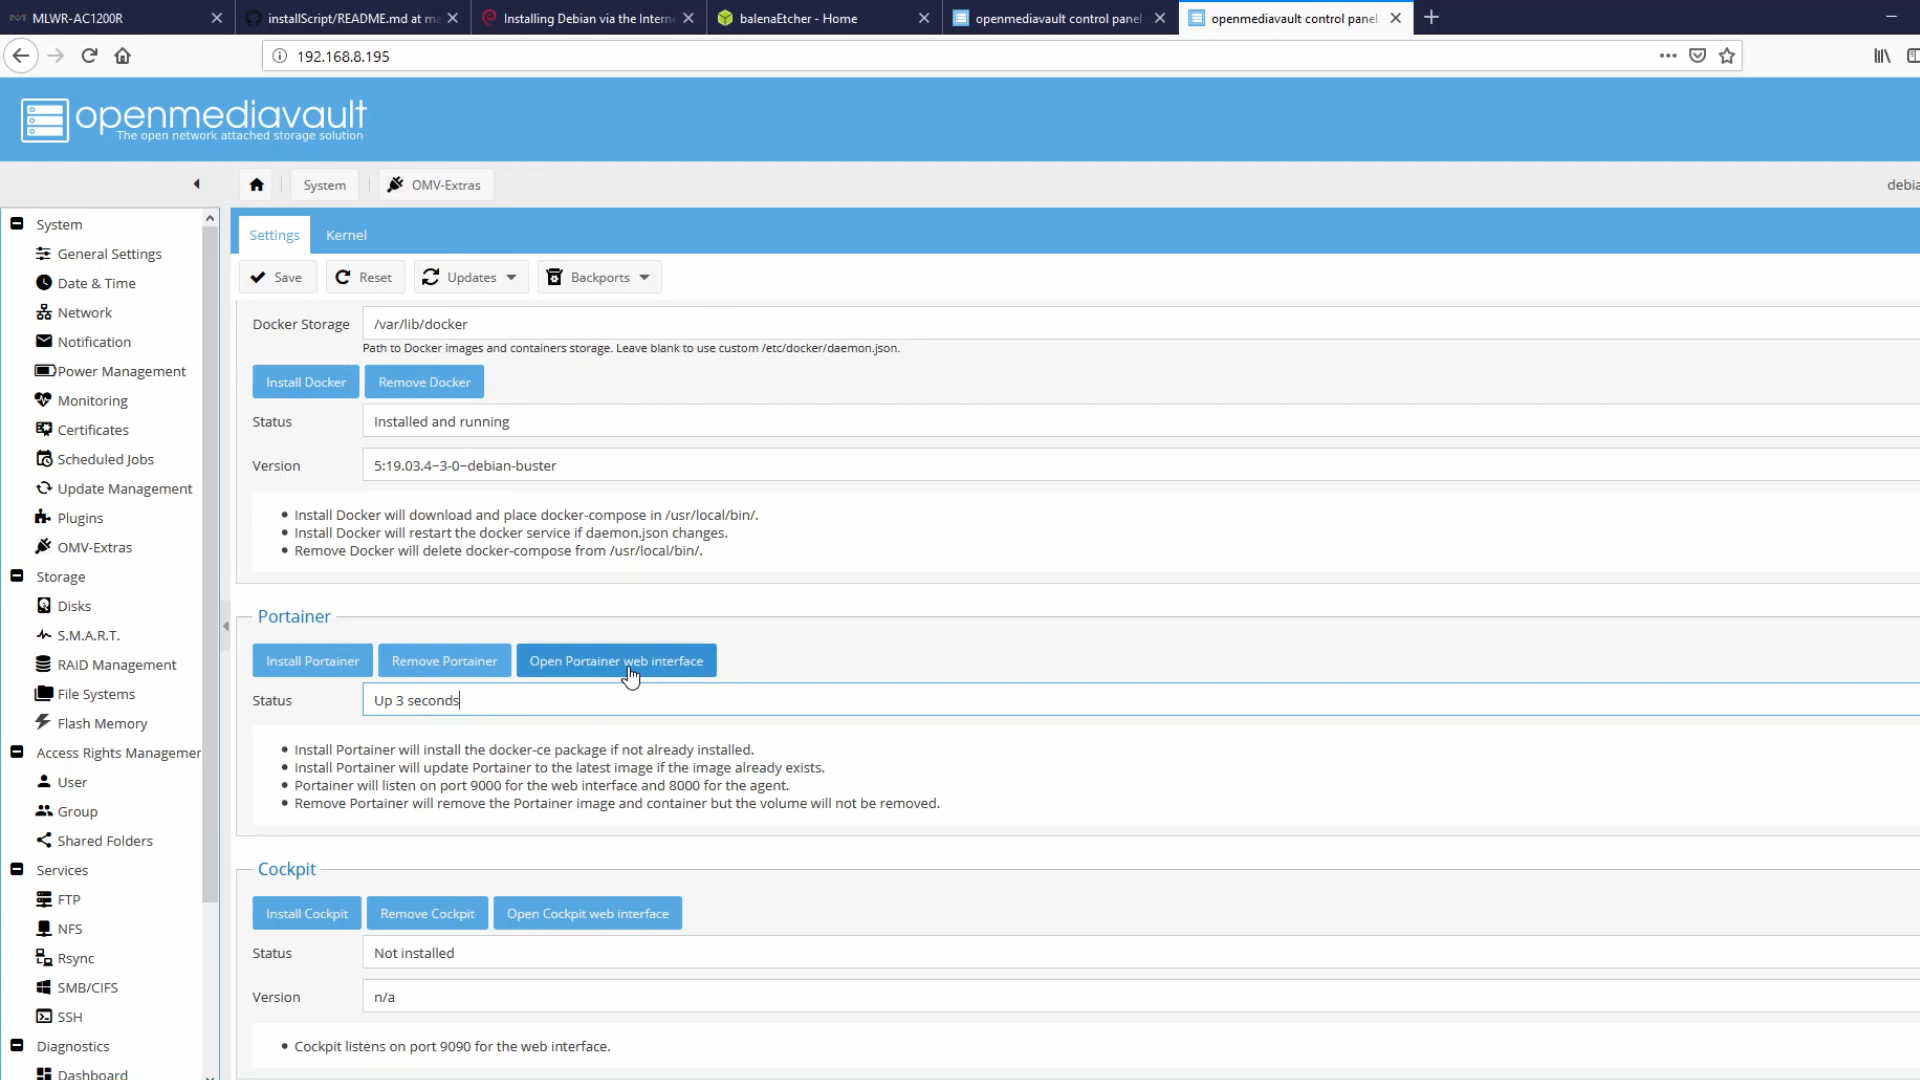 MLWR-AC1200R
installScript/README.md at ma
Installing Debian via the Intern
balenaEtcher - Home
openmediavault control panel
openmediavault control panel
192.168.8.195
openmediavault
The open network attached storage solution
System
OMV-Extras
debia
Settings
Kernel
Save
Reset
Updates
Backports
System
General Settings
Date & Time
Network
Notification
Power Management
Monitoring
Certificates
Scheduled Jobs
Update Management
Plugins
OMV-Extras
Storage
Disks
S.M.A.R.T.
RAID Management
File Systems
Flash Memory
Access Rights Managemer
User
Group
Shared Folders
Services
FTP
NFS
Rsync
SMB/CIFS
SSH
Diagnostics
Dashboard
Docker Storage /var/lib/docker
Path to Docker images and containers storage. Leave blank to use custom /etc/docker/daemon.json.
Install Docker Remove Docker
Status Installed and running
Version 5:19.03.4~3-0~debian-buster
• Install Docker will download and place docker-compose in /usr/local/bin/.
• Install Docker will restart the docker service if daemon.json changes.
• Remove Docker will delete docker-compose from /usr/local/bin/.
Portainer
Install Portainer Remove Portainer Open Portainer web interface
Status Up 3 seconds
• Install Portainer will install the docker-ce package if not already installed.
• Install Portainer will update Portainer to the latest image if the image already exists.
• Portainer will listen on port 9000 for the web interface and 8000 for the agent.
• Remove Portainer will remove the Portainer image and container but the volume will not be removed.
Cockpit
Install Cockpit Remove Cockpit Open Cockpit web interface
Status Not installed
Version n/a
• Cockpit listens on port 9090 for the web interface.